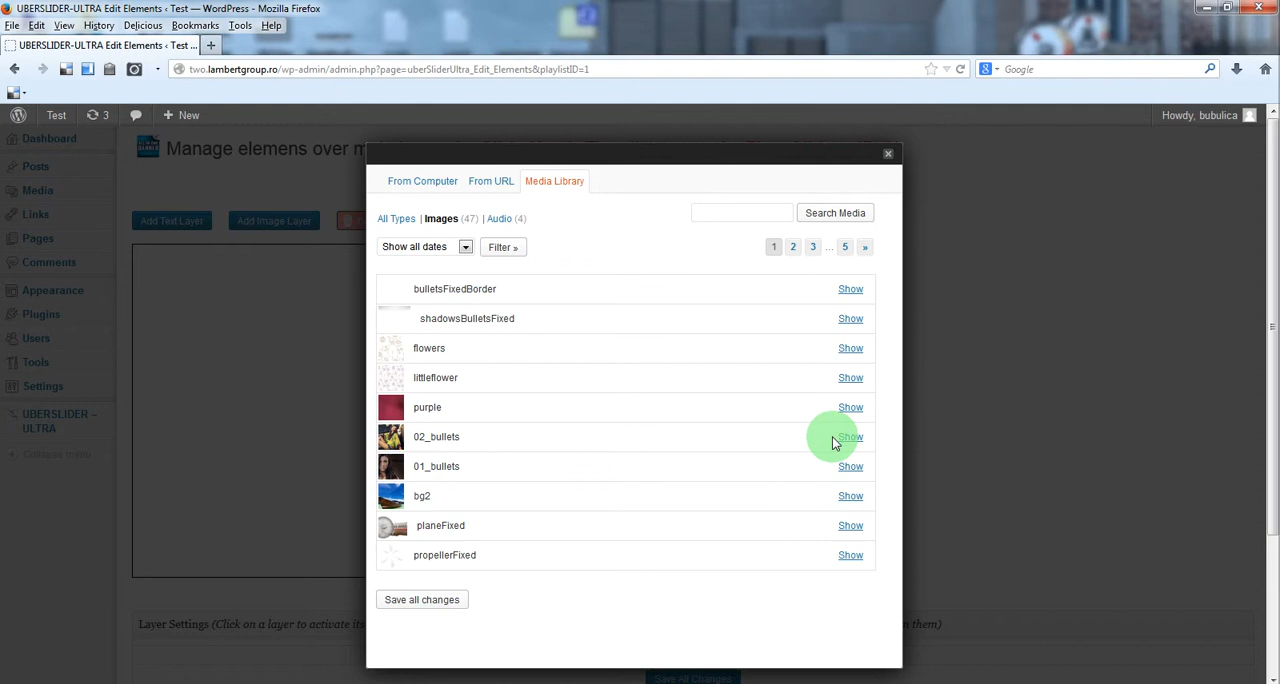 UBERSLIDER-ULTRA Edit Elements ‹ Test — WordPress - Mozilla Firefox
File Edit View History Delicious Bookmarks Tools Help
UBERSLIDER-ULTRA Edit Elements ‹ Test ... +
two.lambertgroup.ro/wp-admin/admin.php?page=uberSliderUltra_Edit_Elements&playlistID=1
Google
Test 3 New Howdy, bubulica
Dashboard
Posts
Media
Links
Pages
Comments
Appearance
Plugins
Users
Tools
Settings
UBERSLIDER – ULTRA
Collapse menu
Manage elemens over m
Add Text Layer Add Image Layer
From Computer From URL Media Library
All Types | Images (47) | Audio (4)
Search Media
Show all dates Filter »
1 2 3 ... 5 »
bulletsFixedBorder Show
shadowsBulletsFixed Show
flowers Show
littleflower Show
purple Show
02_bullets Show
01_bullets Show
bg2 Show
planeFixed Show
propellerFixed Show
Save all changes
Layer Settings (Click on a layer to activate its
n them)
Save All Changes